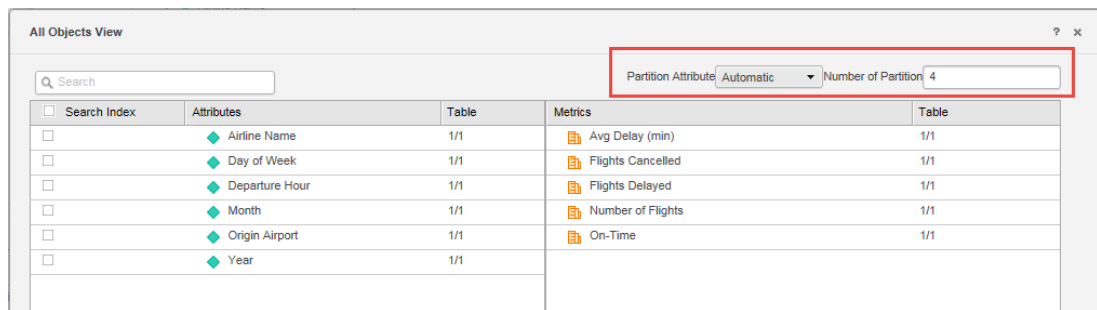 All Objects View ? ×
Search Partition Attribute Automatic Number of Partition 4
Search Index Attributes Table Metrics Table
Airline Name 1/1 Avg Delay (min) 1/1
Day of Week 1/1 Flights Cancelled 1/1
Departure Hour 1/1 Flights Delayed 1/1
Month 1/1 Number of Flights 1/1
Origin Airport 1/1 On-Time 1/1
Year 1/1